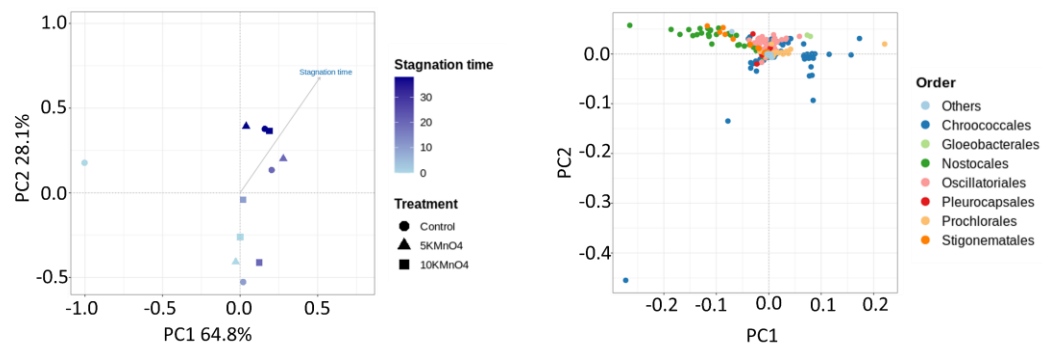 1.0
0.5
0.0
-0.5
-1.0
-0.5
0.0
0.5
PC2 28.1%
PC1 64.8%
Stagnation time
Stagnation time
30
20
10
0
Treatment
Control
5KMnO4
10KMnO4
0.0
-0.1
-0.2
-0.3
-0.4
-0.2
-0.1
0.0
0.1
0.2
PC2
PC1
Order
Others
Chroococcales
Gloeobacterales
Nostocales
Oscillatoriales
Pleurocapsales
Prochlorales
Stigonematales